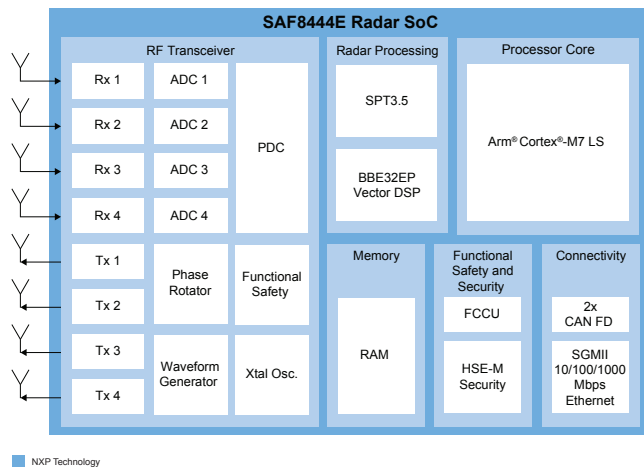 SAF8444E Radar SoC
RF Transceiver
Rx 1
ADC 1
Rx 2
ADC 2
Rx 3
ADC 3
Rx 4
ADC 4
PDC
Tx 1
Tx 2
Phase
Rotator
Functional
Safety
Tx 3
Tx 4
Waveform
Generator
Xtal Osc.
Radar Processing
SPT3.5
BBE32EP
Vector DSP
Processor Core
Arm® Cortex®-M7 LS
Memory
RAM
Functional
Safety and
Security
FCCU
HSE-M
Security
Connectivity
2x
CAN FD
SGMII
10/100/1000
Mbps
Ethernet
NXP Technology